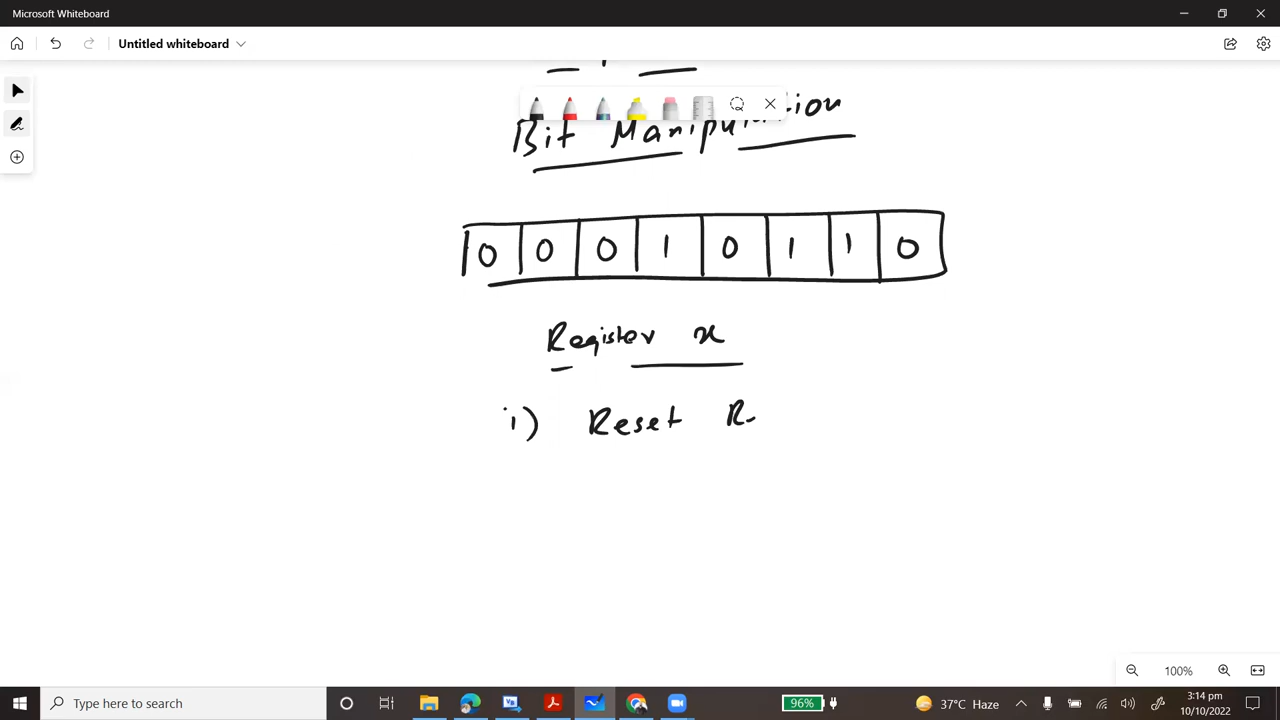 Microsoft Whiteboard
Untitled whiteboard
Bit Manipulation
0 0 0 1 0 1 1 0
Register x
i) Reset R
100%
Type here to search
96%
37°C Haze
3:14 pm
10/10/2022